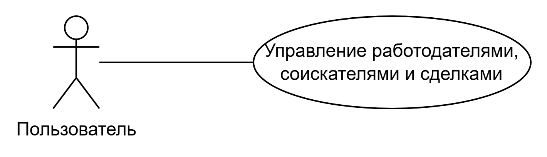 Управление работодателями,
соискателями и сделками
Пользователь